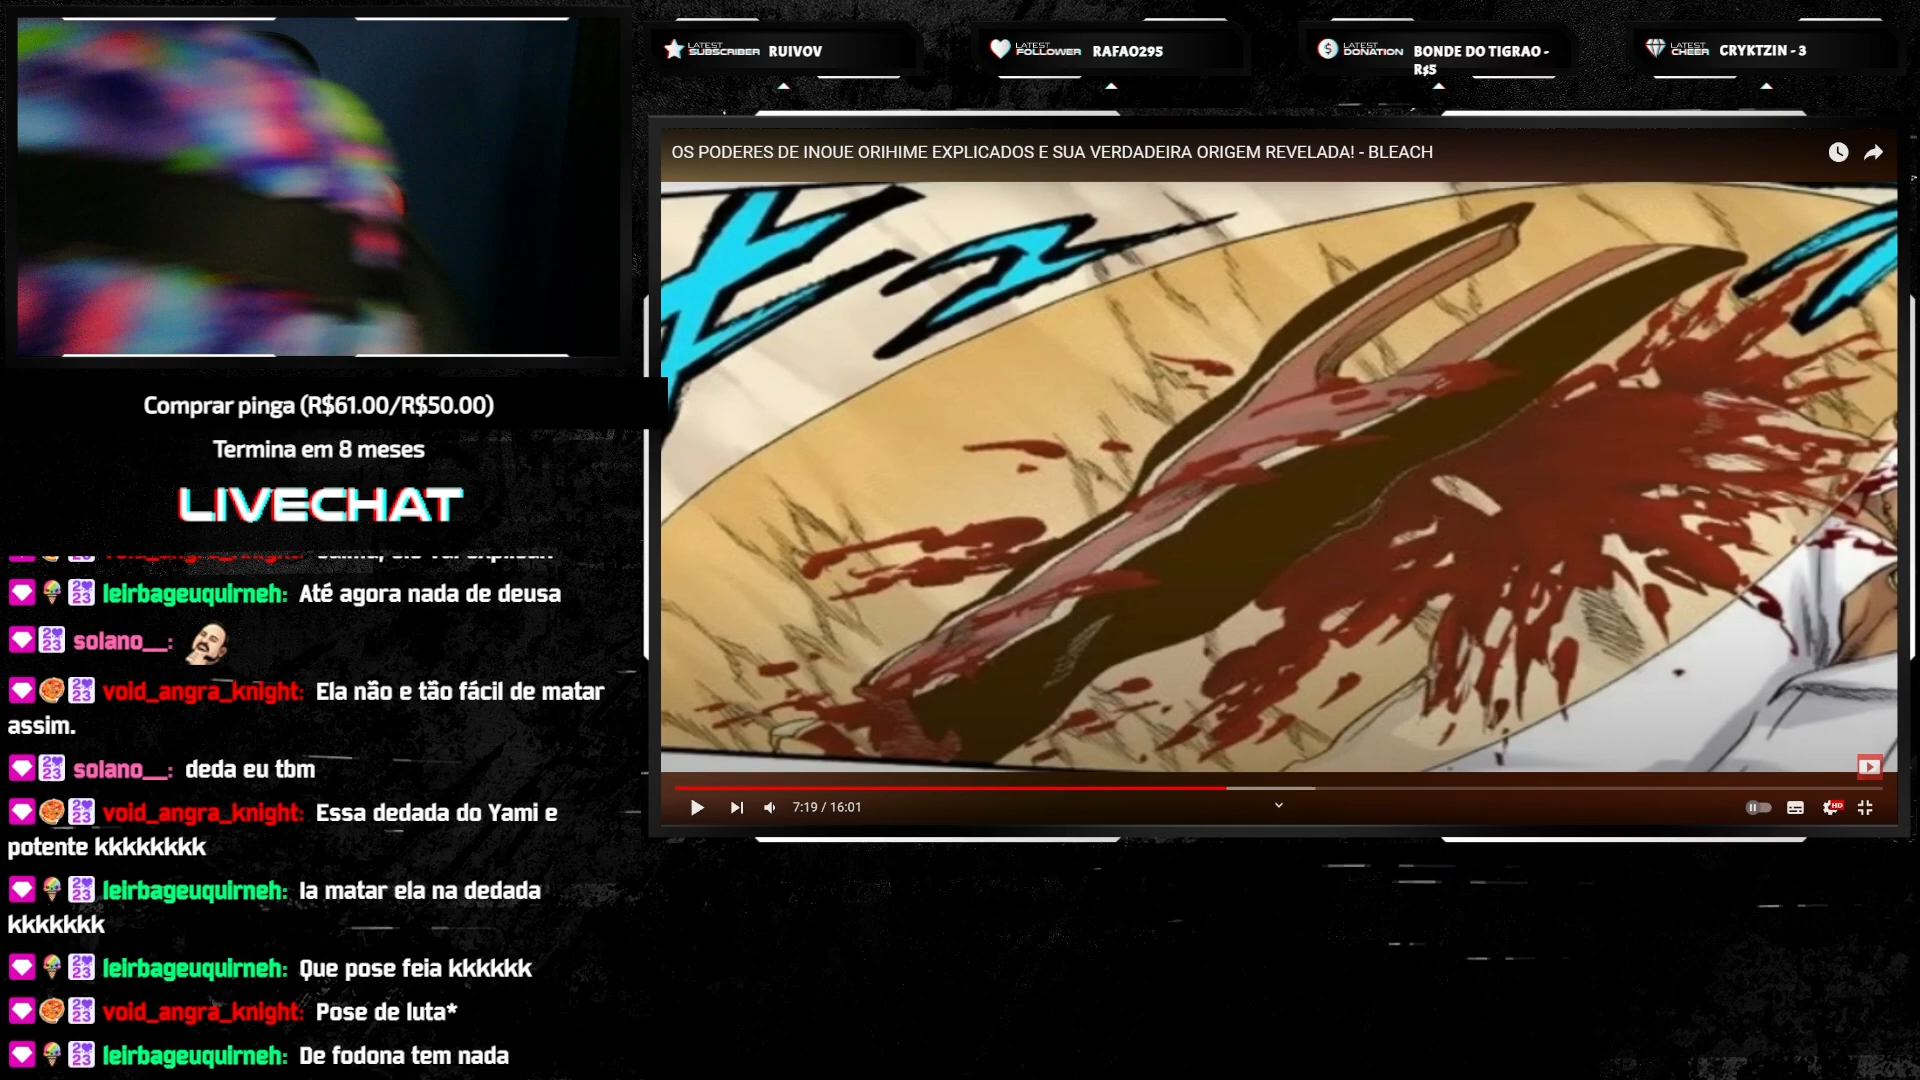 LATEST SUBSCRIBER RUIVOV
LATEST FOLLOWER RAFAO295
LATEST DONATION BONDE DO TIGRAO -
R$5
LATEST CHEER CRYKTZIN - 3
OS PODERES DE INOUE ORIHIME EXPLICADOS E SUA VERDADEIRA ORIGEM REVELADA! - BLEACH
7:19 / 16:01
HD
Comprar pinga (R$61.00/R$50.00)
Termina em 8 meses
LIVECHAT
leirbageuquirneh: Até agora nada de deusa
solano__:
void_angra_knight: Ela não e tão fácil de matar
assim.
solano__: deda eu tbm
void_angra_knight: Essa dedada do Yami e
potente kkkkkkkk
leirbageuquirneh: Ia matar ela na dedada
kkkkkkk
leirbageuquirneh: Que pose feia kkkkkk
void_angra_knight: Pose de luta*
leirbageuquirneh: De fodona tem nada